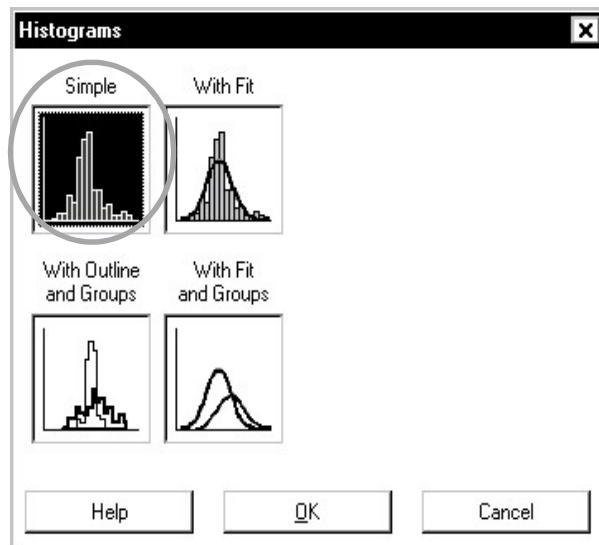 Histograms
Simple
With Fit
With Outline
and Groups
With Fit
and Groups
Help
OK
Cancel